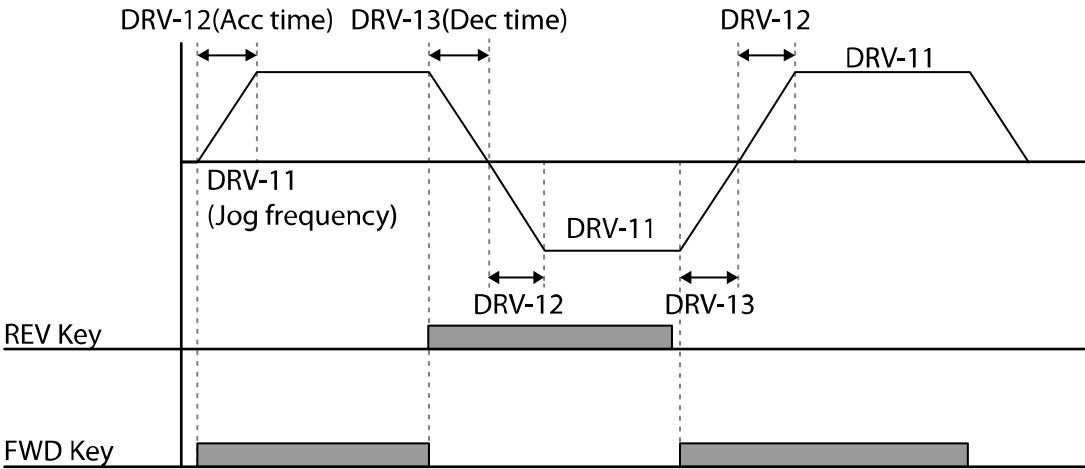 DRV-12(Acc time) DRV-13(Dec time) DRV-12
DRV-11
DRV-11
(Jog frequency)
DRV-11
DRV-12 DRV-13
REV Key
FWD Key